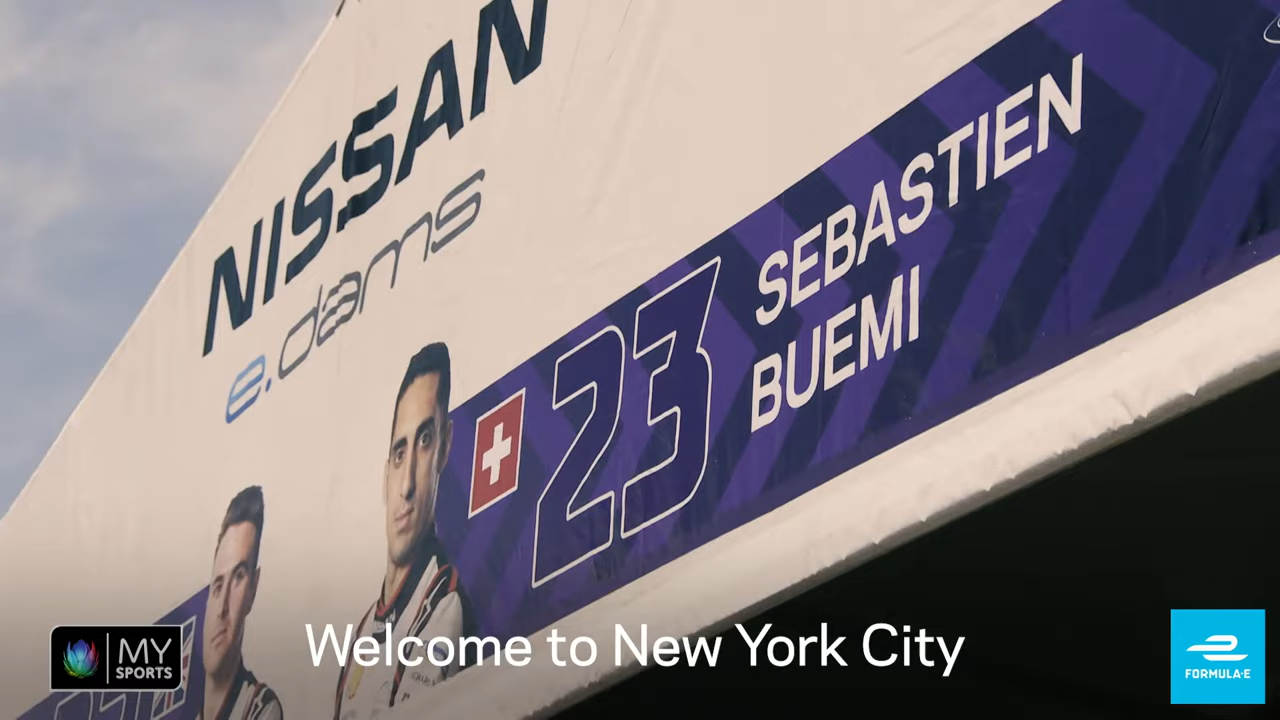 NISSAN
e.dams
23
SEBASTIEN
BUEMI
Welcome to New York City
MY
SPORTS
FORMULA-E